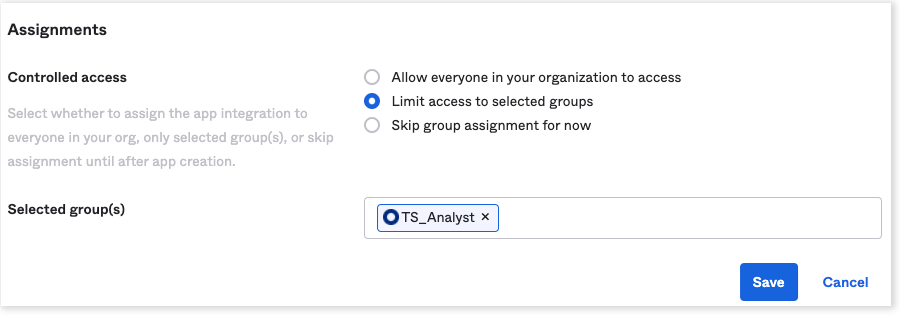 Assignments
Controlled access
Allow everyone in your organization to access
Limit access to selected groups
Skip group assignment for now
Select whether to assign the app integration to
everyone in your org, only selected group(s), or skip
assignment until after app creation.
Selected group(s)
TS_Analyst ×
Save Cancel